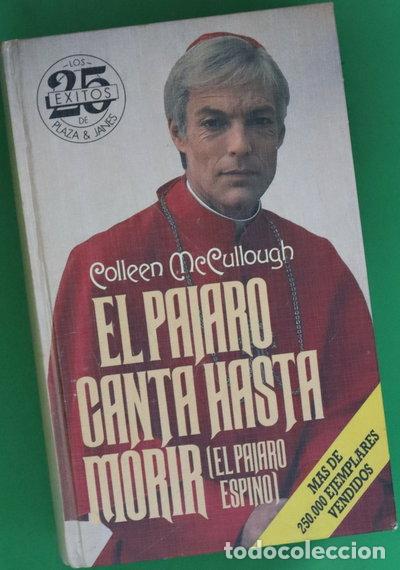 LOS
25
EXITOS
DE
PLAZA & JANES
Colleen McCullough
EL PAJARO
CANTA HASTA
MORIR (EL PAJARO
ESPINO)
MAS DE
250.000 EJEMPLARES
VENDIDOS
todocoleccion